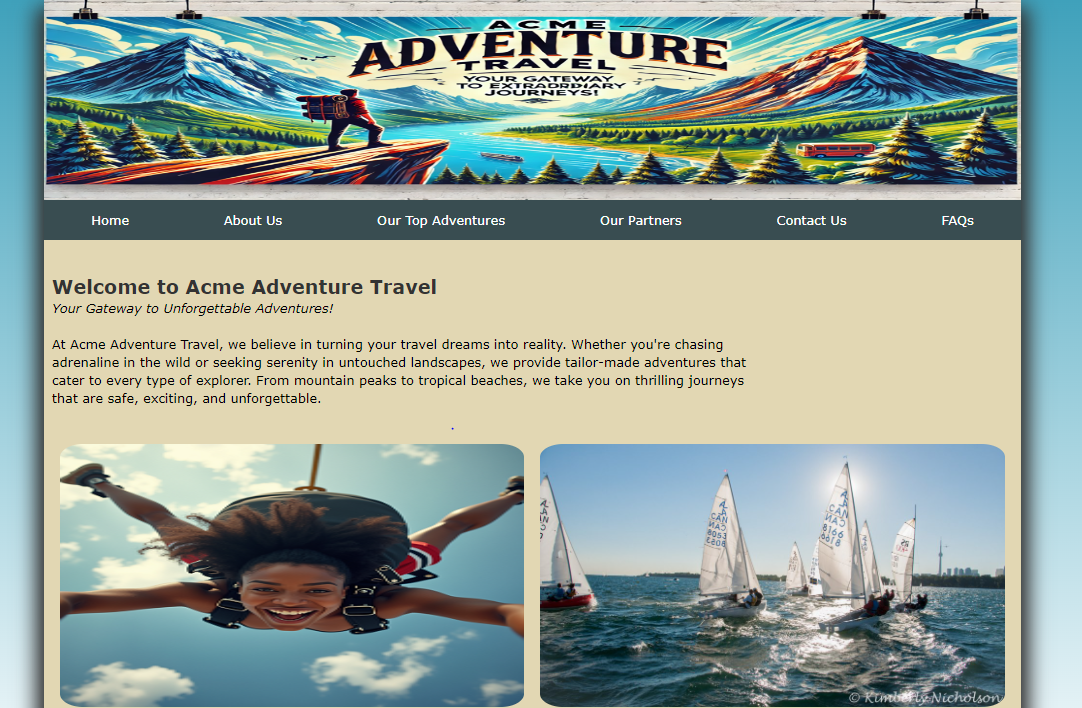 ACME
ADVENTURE
TRAVEL
YOUR GATEWAY
TO EXTRAORDINARY
JOURNEYS!
Home About Us Our Top Adventures Our Partners Contact Us FAQs
Welcome to Acme Adventure Travel
Your Gateway to Unforgettable Adventures!
At Acme Adventure Travel, we believe in turning your travel dreams into reality. Whether you're chasing
adrenaline in the wild or seeking serenity in untouched landscapes, we provide tailor-made adventures that
cater to every type of explorer. From mountain peaks to tropical beaches, we take you on thrilling journeys
that are safe, exciting, and unforgettable.
CAN
CAN
© Kimberly Nicholson